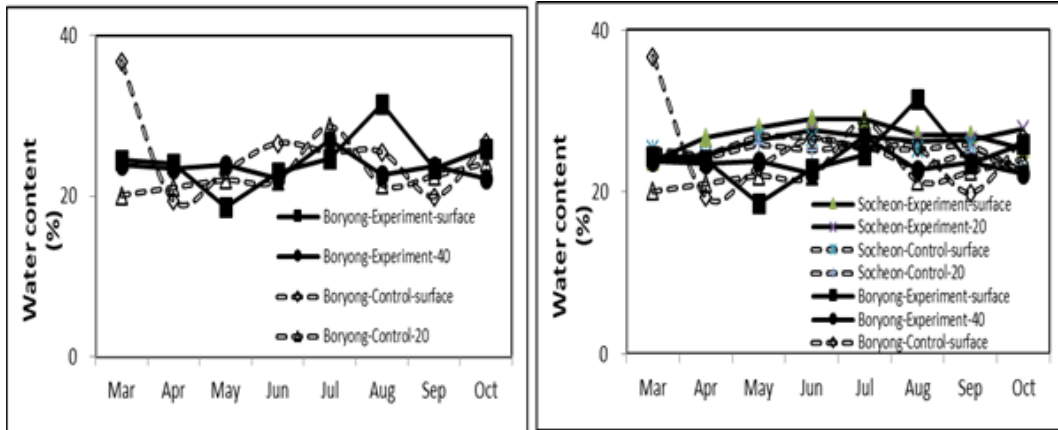 40
20
0
Water content
(%)
Boryong-Experiment-surface
Boryong-Experiment-40
Boryong-Control-surface
Boryong-Control-20
Mar Apr May Jun Jul Aug Sep Oct
40
20
0
Water content
(%)
Socheon-Experiment-surface
Socheon-Experiment-20
Socheon-Control-surface
Socheon-Control-20
Boryong-Experiment-surface
Boryong-Experiment-40
Boryong-Control-surface
Mar Apr May Jun Jul Aug Sep Oct